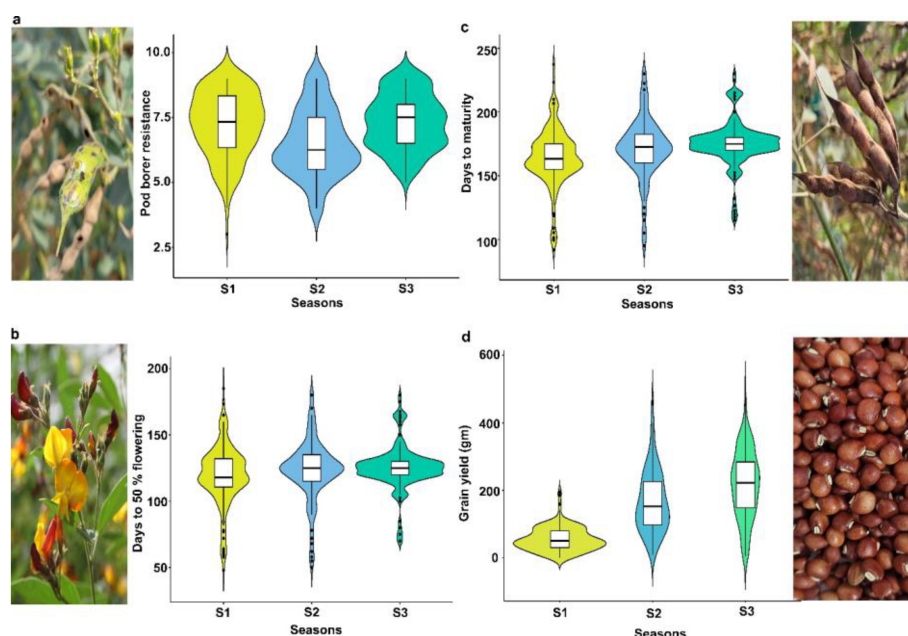 a
Pod borer resistance
10.0
7.5
5.0
2.5
S1 S2 S3
Seasons
c
Days to maturity
250
200
150
100
S1 S2 S3
Seasons
b
Days to 50 % flowering
200
150
100
50
S1 S2 S3
Seasons
d
Grain yield (gm)
600
400
200
0
S1 S2 S3
Seasons